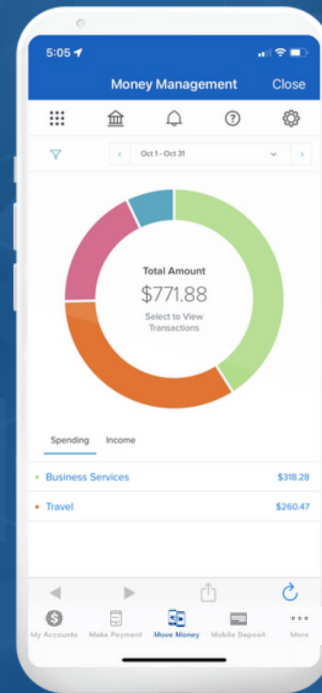 5:05
Money Management Close
Oct 1 - Oct 31
Total Amount
$771.88
Select to View
Transactions
Spending Income
Business Services $318.28
Travel $260.47
My Accounts Make Payment Move Money Mobile Deposit More